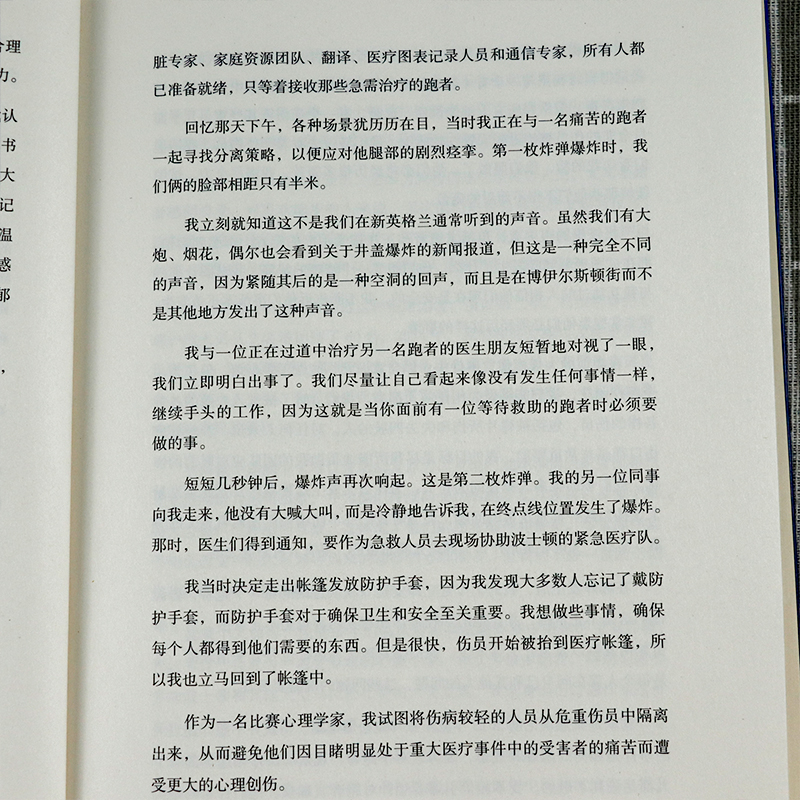 合理
力。
认
书
大
记
温
感
郁
，
脏专家、家庭资源团队、翻译、医疗图表记录人员和通信专家，所有人都
已准备就绪，只等着接收那些急需治疗的跑者。
回忆那天下午，各种场景犹历历在目，当时我正在与一名痛苦的跑者
一起寻找分离策略，以便应对他腿部的剧烈痉挛。第一枚炸弹爆炸时，我
们俩的脸部相距只有半米。
我立刻就知道这不是我们在新英格兰通常听到的声音。虽然我们有大
炮、烟花，偶尔也会看到关于井盖爆炸的新闻报道，但这是一种完全不同
的声音，因为紧随其后的是一种空洞的回声，而且是在博伊尔斯顿街而不
是其他地方发出了这种声音。
我与一位正在过道中治疗另一名跑者的医生朋友短暂地对视了一眼，
我们立即明白出事了。我们尽量让自己看起来像没有发生任何事情一样，
继续手头的工作，因为这就是当你面前有一位等待救助的跑者时必须要
做的事。
短短几秒钟后，爆炸声再次响起。这是第二枚炸弹。我的另一位同事
向我走来，他没有大喊大叫，而是冷静地告诉我，在终点线位置发生了爆炸。
那时，医生们得到通知，要作为急救人员去现场协助波士顿的紧急医疗队。
我当时决定走出帐篷发放防护手套，因为我发现大多数人忘记了戴防
护手套，而防护手套对于确保卫生和安全至关重要。我想做些事情，确保
每个人都得到他们需要的东西。但是很快，伤员开始被抬到医疗帐篷，所
以我也立马回到了帐篷中。
作为一名比赛心理学家，我试图将伤病较轻的人员从危重伤员中隔离
出来，从而避免他们因目睹明显处于重大医疗事件中的受害者的痛苦而遭
受更大的心理创伤。